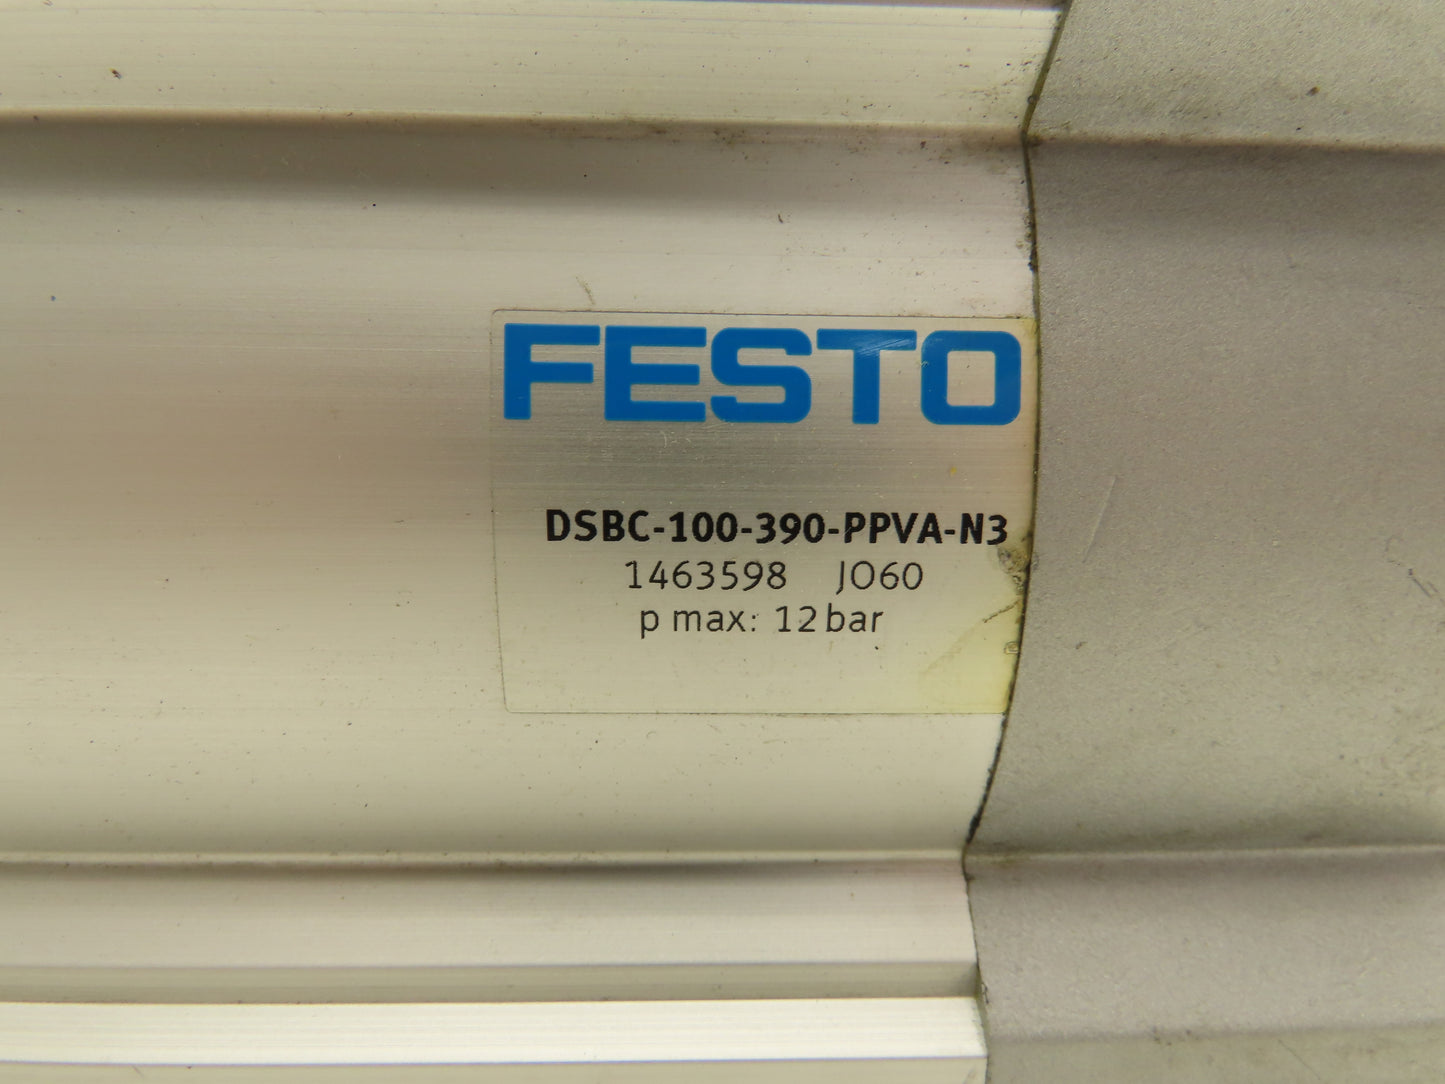 FESTO
DSBC-100-390-PPVA-N3
1463598 JO60
p max: 12 bar